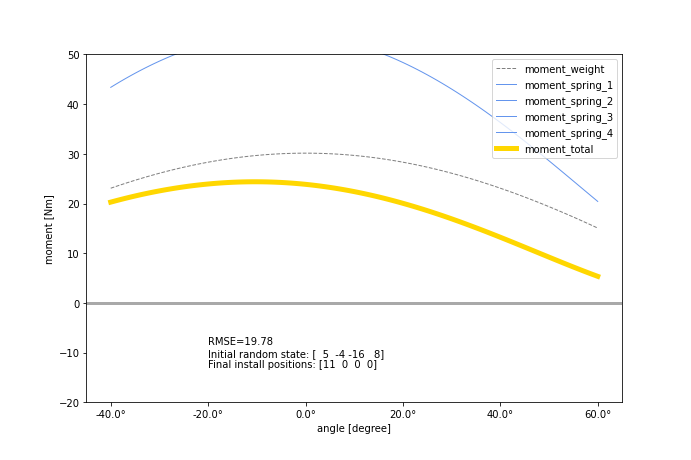 50
40
30
20
10
0
−10
−20
moment [Nm]
moment_weight
moment_spring_1
moment_spring_2
moment_spring_3
moment_spring_4
moment_total
RMSE=19.78
Initial random state: [  5  -4 -16   8]
Final install positions: [11  0  0  0]
-40.0° -20.0° 0.0° 20.0° 40.0° 60.0°
angle [degree]